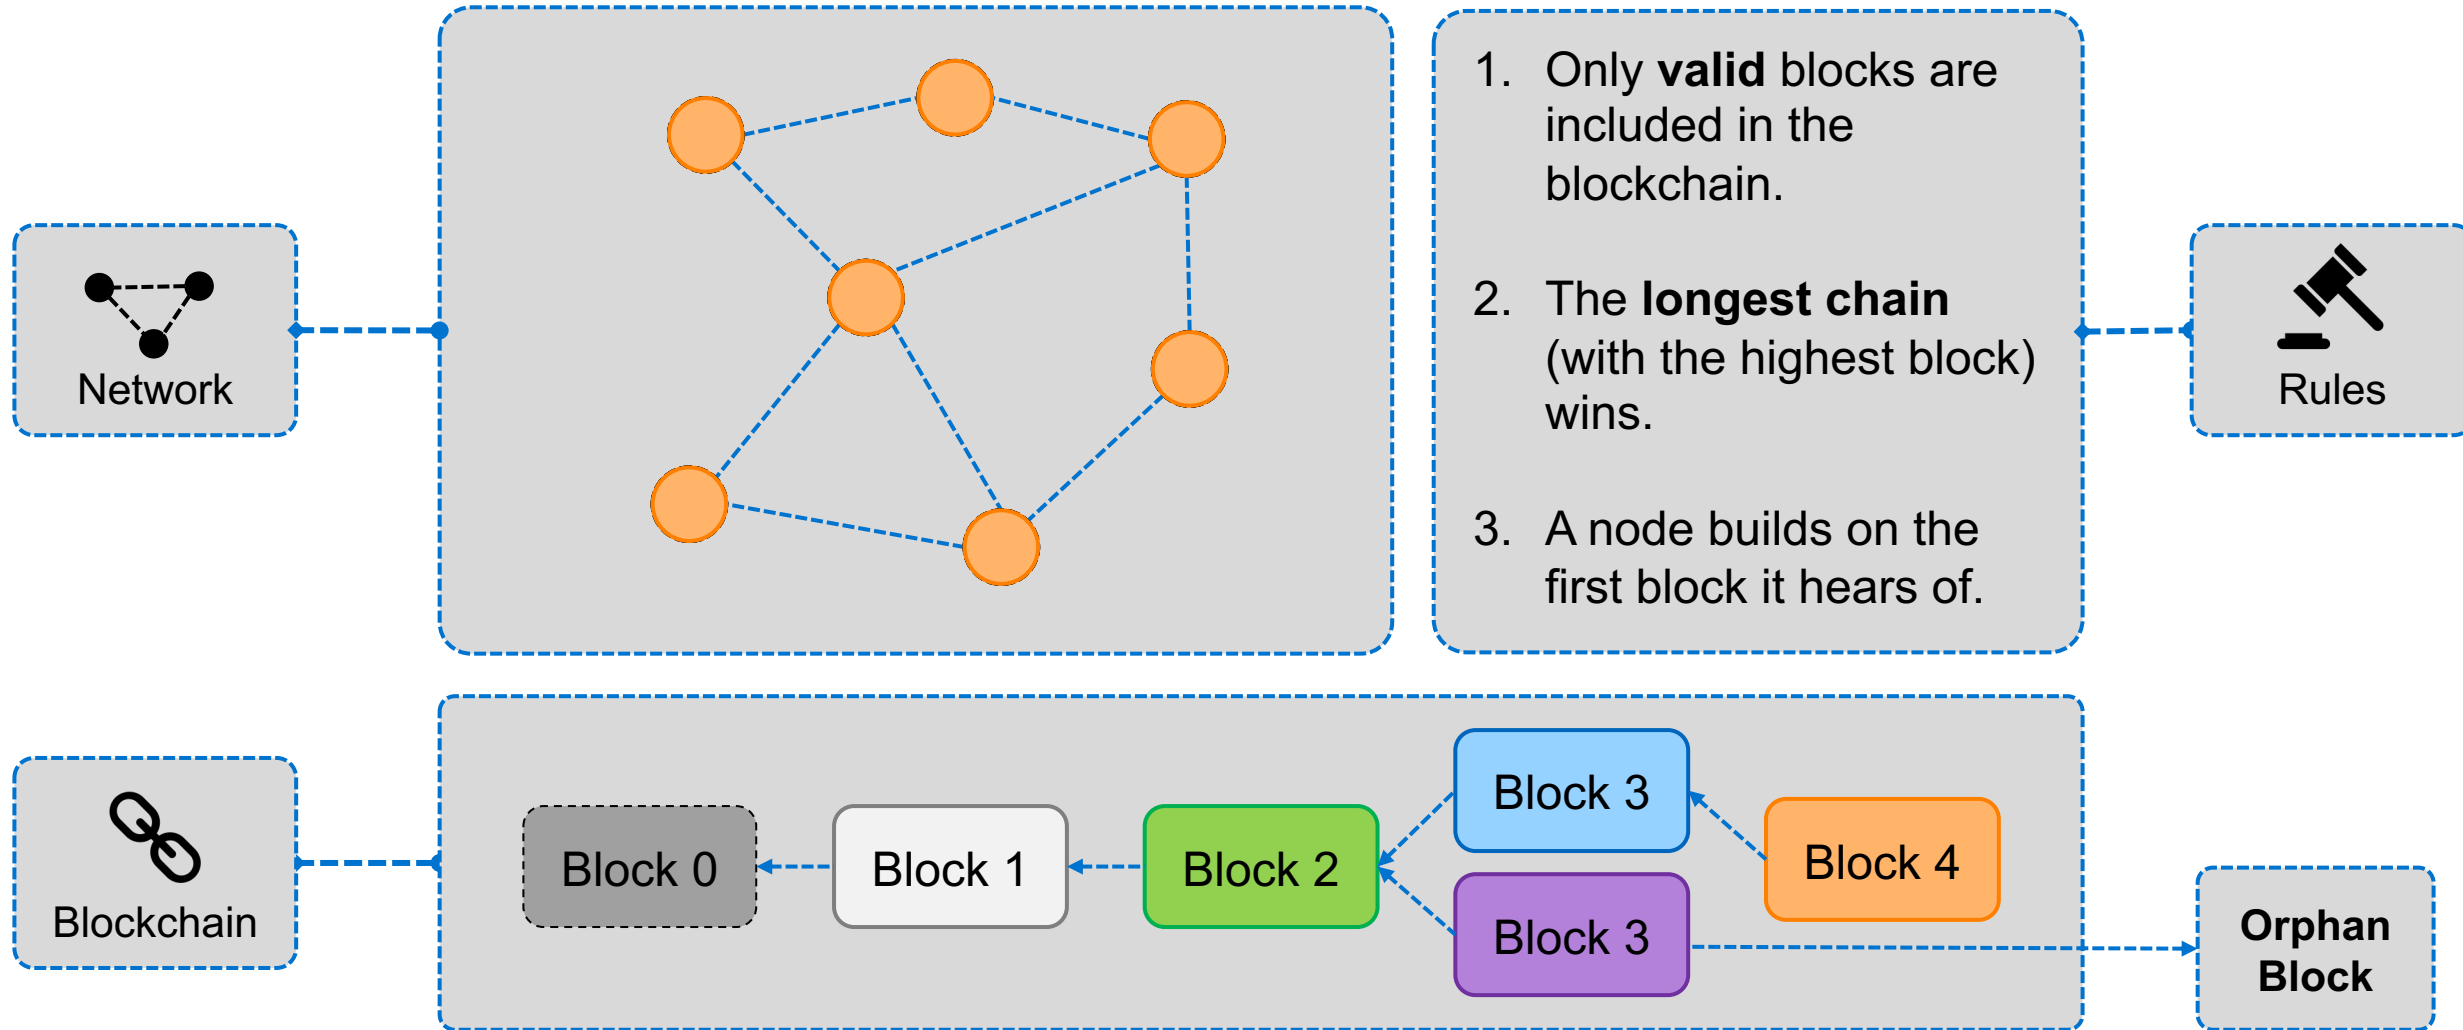 Network
1. Only valid blocks are
included in the
blockchain.
2. The longest chain
(with the highest block)
wins.
3. A node builds on the
first block it hears of.
Rules
Blockchain
Block 0
Block 1
Block 2
Block 3
Block 3
Block 4
Orphan
Block